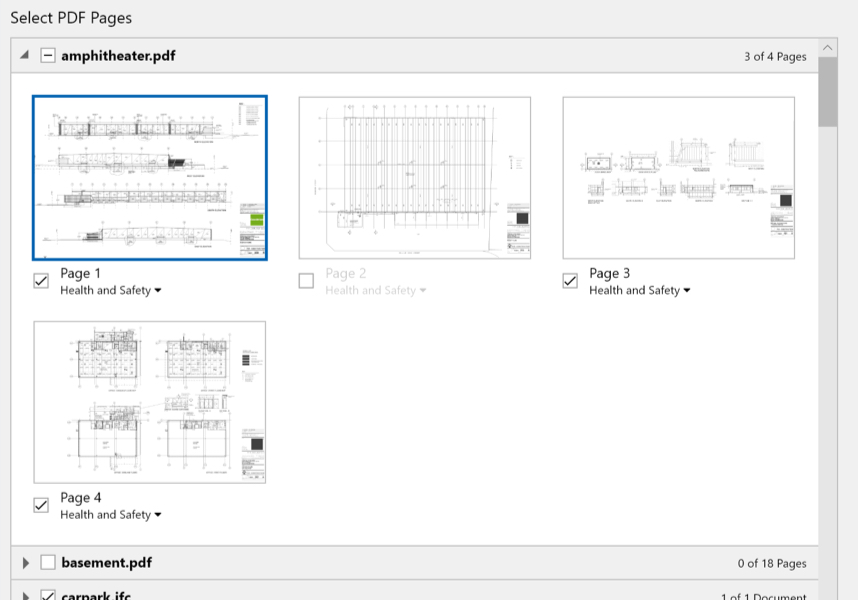 Select PDF Pages
amphitheater.pdf
3 of 4 Pages
Page 1
Health and Safety
Page 2
Health and Safety
Page 3
Health and Safety
Page 4
Health and Safety
basement.pdf
0 of 18 Pages
carpark.ifc
1 of 1 Document